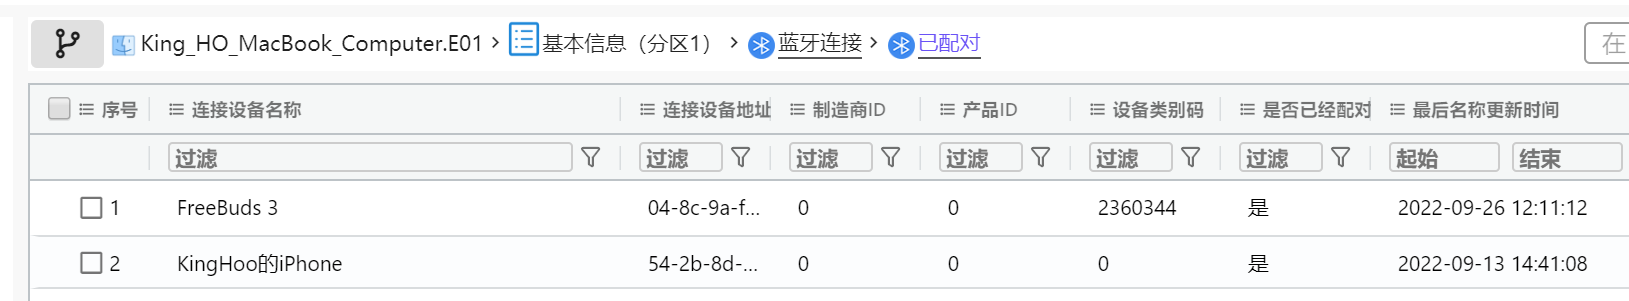 King_HO_MacBook_Computer.E01 > 基本信息（分区1） > 蓝牙连接 > 已配对 在
序号 连接设备名称 连接设备地址 制造商ID 产品ID 设备类别码 是否已经配对 最后名称更新时间
过滤 过滤 过滤 过滤 过滤 过滤 起始 结束
1 FreeBuds 3 04-8c-9a-f... 0 0 2360344 是 2022-09-26 12:11:12
2 KingHoo的iPhone 54-2b-8d-... 0 0 0 是 2022-09-13 14:41:08